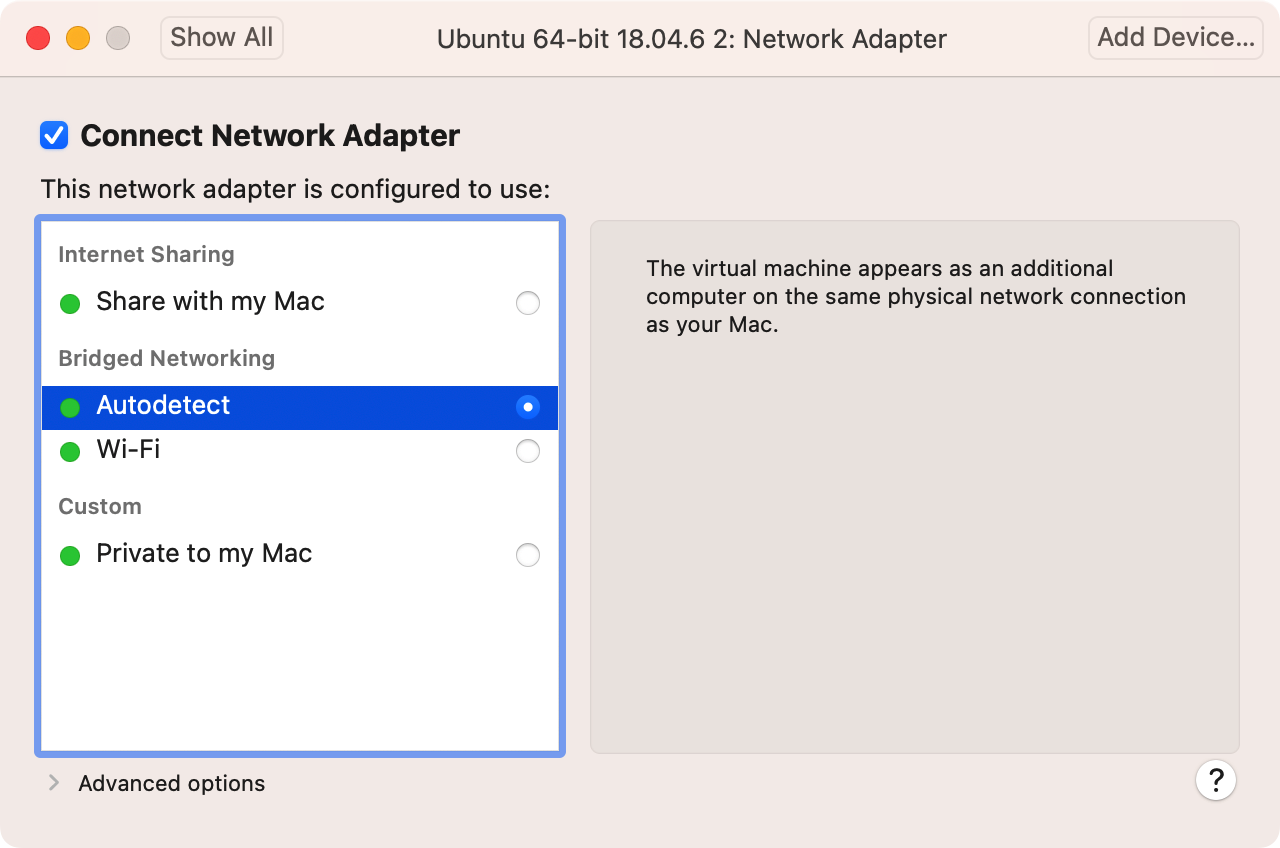 Show All
Ubuntu 64-bit 18.04.6 2: Network Adapter
Add Device...
Connect Network Adapter
This network adapter is configured to use:
Internet Sharing
Share with my Mac
Bridged Networking
Autodetect
Wi-Fi
Custom
Private to my Mac
The virtual machine appears as an additional
computer on the same physical network connection
as your Mac.
Advanced options
?